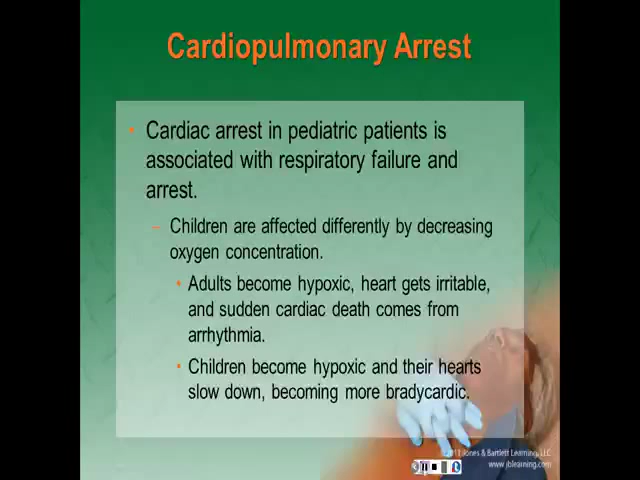 Cardiopulmonary Arrest
• Cardiac arrest in pediatric patients is
associated with respiratory failure and
arrest.
– Children are affected differently by decreasing
oxygen concentration.
• Adults become hypoxic, heart gets irritable,
and sudden cardiac death comes from
arrhythmia.
• Children become hypoxic and their hearts
slow down, becoming more bradycardic.
©2011 Jones & Bartlett Learning, LLC
www.jblearning.com